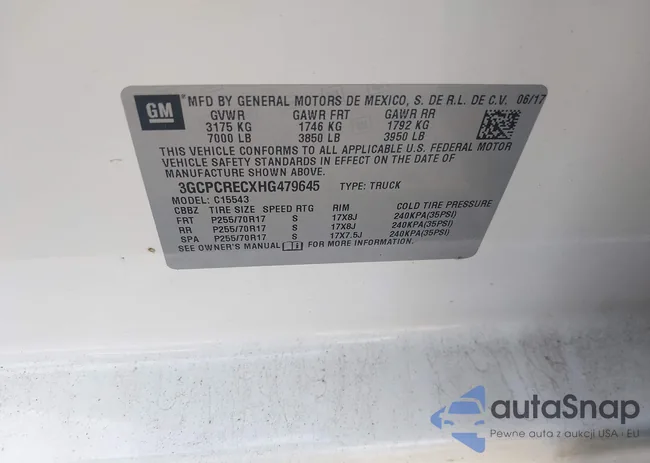 GM
MFD BY GENERAL MOTORS DE MEXICO, S. DE R.L. DE C.V. 06/17
GVWR GAWR FRT GAWR RR
3175 KG 1746 KG 1792 KG
7000 LB 3850 LB 3950 LB
THIS VEHICLE CONFORMS TO ALL APPLICABLE U.S. FEDERAL MOTOR
VEHICLE SAFETY STANDARDS IN EFFECT ON THE DATE OF
MANUFACTURE SHOWN ABOVE.
3GCPCRECXHG479645 TYPE: TRUCK
MODEL: C15543
CBBZ TIRE SIZE SPEED RTG RIM COLD TIRE PRESSURE
FRT P255/70R17 S 17X8J 240KPA(35PSI)
RR P255/70R17 S 17X8J 240KPA(35PSI)
SPA P255/70R17 S 17X7.5J 240KPA(35PSI)
SEE OWNER'S MANUAL FOR MORE INFORMATION.
autaSnap
Pewne auta z aukcji USA i EU